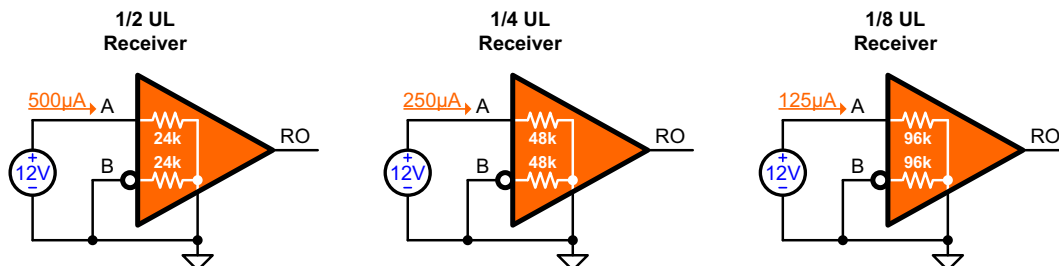 1/2 UL
Receiver
500µA
A
24k
24k
B
RO
+
12V
−
1/4 UL
Receiver
250µA
A
48k
48k
B
RO
+
12V
−
1/8 UL
Receiver
125µA
A
96k
96k
B
RO
+
12V
−